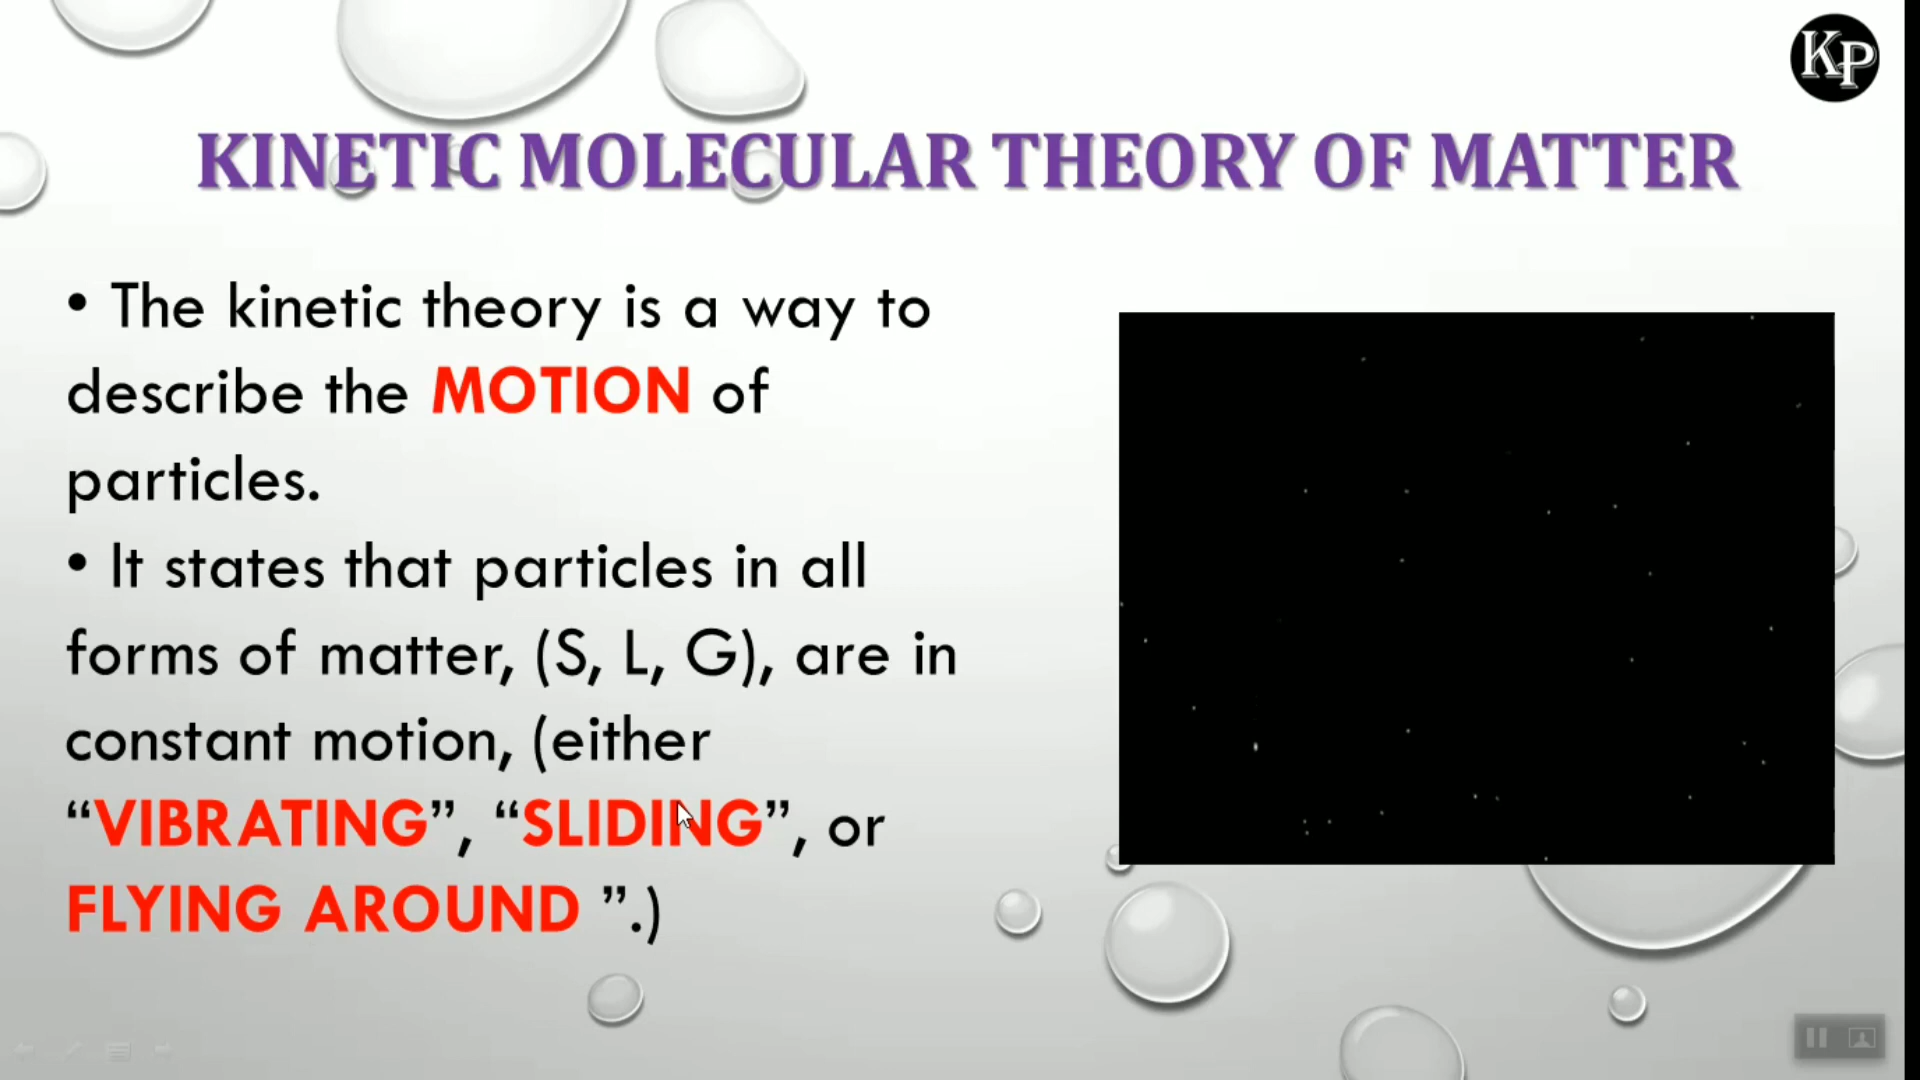 KP
KINETIC MOLECULAR THEORY OF MATTER
• The kinetic theory is a way to
describe the MOTION of
particles.
• It states that particles in all
forms of matter, (S, L, G), are in
constant motion, (either
“VIBRATING”, “SLIDING”, or
FLYING AROUND ”.)